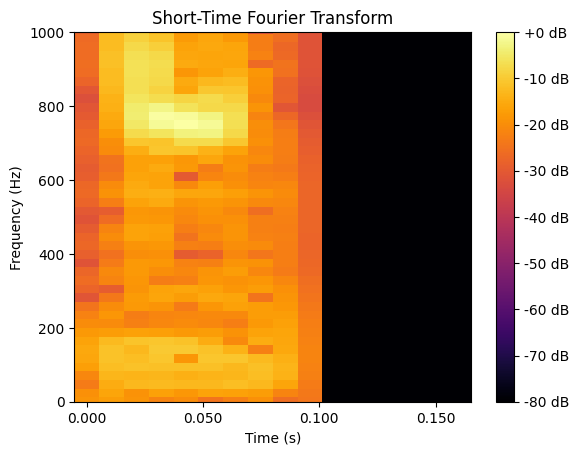 Short-Time Fourier Transform
1000
800
600
400
200
0
Frequency (Hz)
0.000
0.050
0.100
0.150
Time (s)
+0 dB
-10 dB
-20 dB
-30 dB
+40 dB
-50 dB
-60 dB
-70 dB
-80 dB